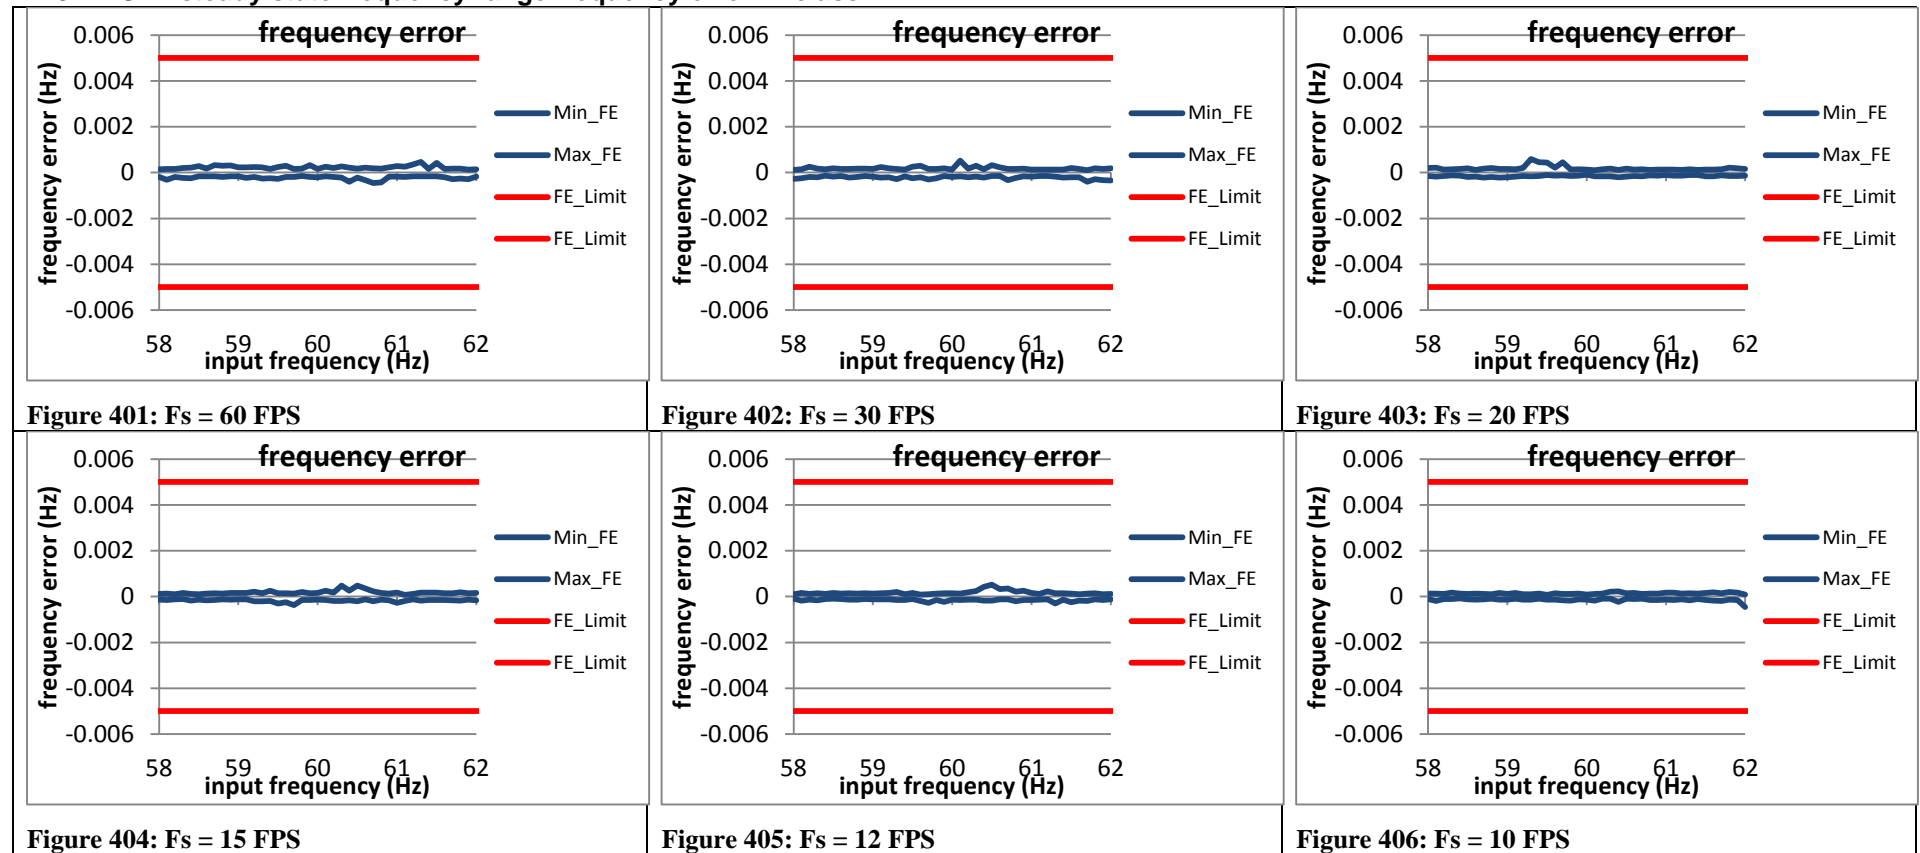 frequency error
0.006
0.004
0.002
0
-0.002
-0.004
-0.006
frequency error (Hz)
58 59 60 61 62
input frequency (Hz)
Min_FE
Max_FE
FE_Limit
FE_Limit
Figure 401: Fs = 60 FPS
frequency error
0.006
0.004
0.002
0
-0.002
-0.004
-0.006
frequency error (Hz)
58 59 60 61 62
input frequency (Hz)
Min_FE
Max_FE
FE_Limit
FE_Limit
Figure 402: Fs = 30 FPS
frequency error
0.006
0.004
0.002
0
-0.002
-0.004
-0.006
frequency error (Hz)
58 59 60 61 62
input frequency (Hz)
Min_FE
Max_FE
FE_Limit
FE_Limit
Figure 403: Fs = 20 FPS
frequency error
0.006
0.004
0.002
0
-0.002
-0.004
-0.006
frequency error (Hz)
58 59 60 61 62
input frequency (Hz)
Min_FE
Max_FE
FE_Limit
FE_Limit
Figure 404: Fs = 15 FPS
frequency error
0.006
0.004
0.002
0
-0.002
-0.004
-0.006
frequency error (Hz)
58 59 60 61 62
input frequency (Hz)
Min_FE
Max_FE
FE_Limit
FE_Limit
Figure 405: Fs = 12 FPS
frequency error
0.006
0.004
0.002
0
-0.002
-0.004
-0.006
frequency error (Hz)
58 59 60 61 62
input frequency (Hz)
Min_FE
Max_FE
FE_Limit
FE_Limit
Figure 406: Fs = 10 FPS